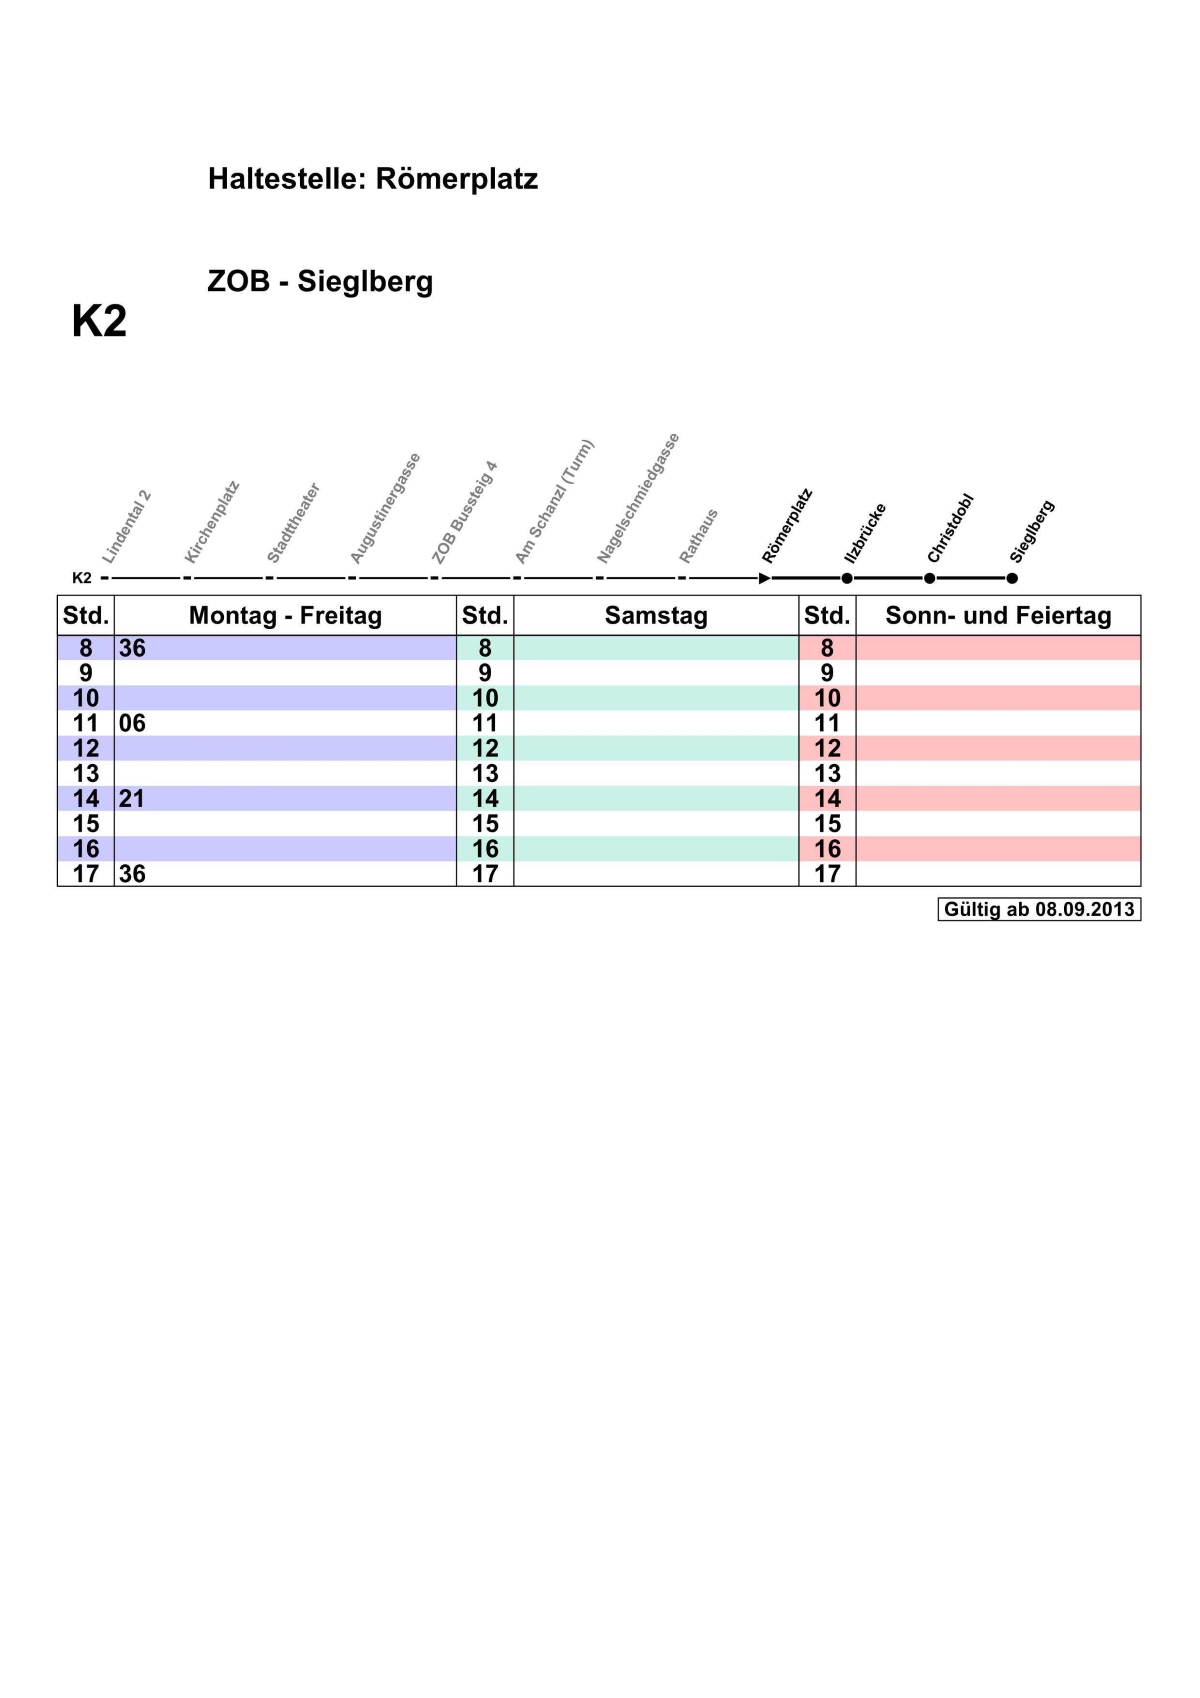 Haltestelle: Römerplatz
ZOB - Sieglberg
K2
Lindental 2
Kirchenplatz
Stadttheater
Augustinergasse
ZOB Bussteig 4
Am Schanzl (Turm)
Nagelschmiedgasse
Rathaus
Römerplatz
Ilzbrücke
Christdobl
Sieglberg
K2
Std. Montag - Freitag Std. Samstag Std. Sonn- und Feiertag
8 36 8 8
9 9 9
10 10 10
11 06 11 11
12 12 12
13 13 13
14 21 14 14
15 15 15
16 16 16
17 36 17 17
Gültig ab 08.09.2013